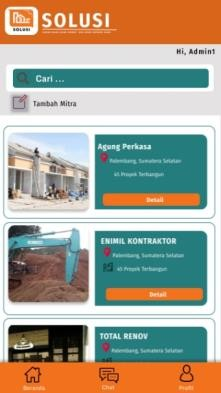 SOLUSI
SOLUSI
Hi, Admin1
Cari ...
Tambah Mitra
Agung Perkasa
Palembang, Sumatera Selatan
45 Proyek Terbangun
Detail
ENIMIL KONTRAKTOR
Palembang, Sumatera Selatan
45 Proyek Terbangun
Detail
TOTAL RENOV
Palembang, Sumatera Selatan
Beranda
Chat
Profil